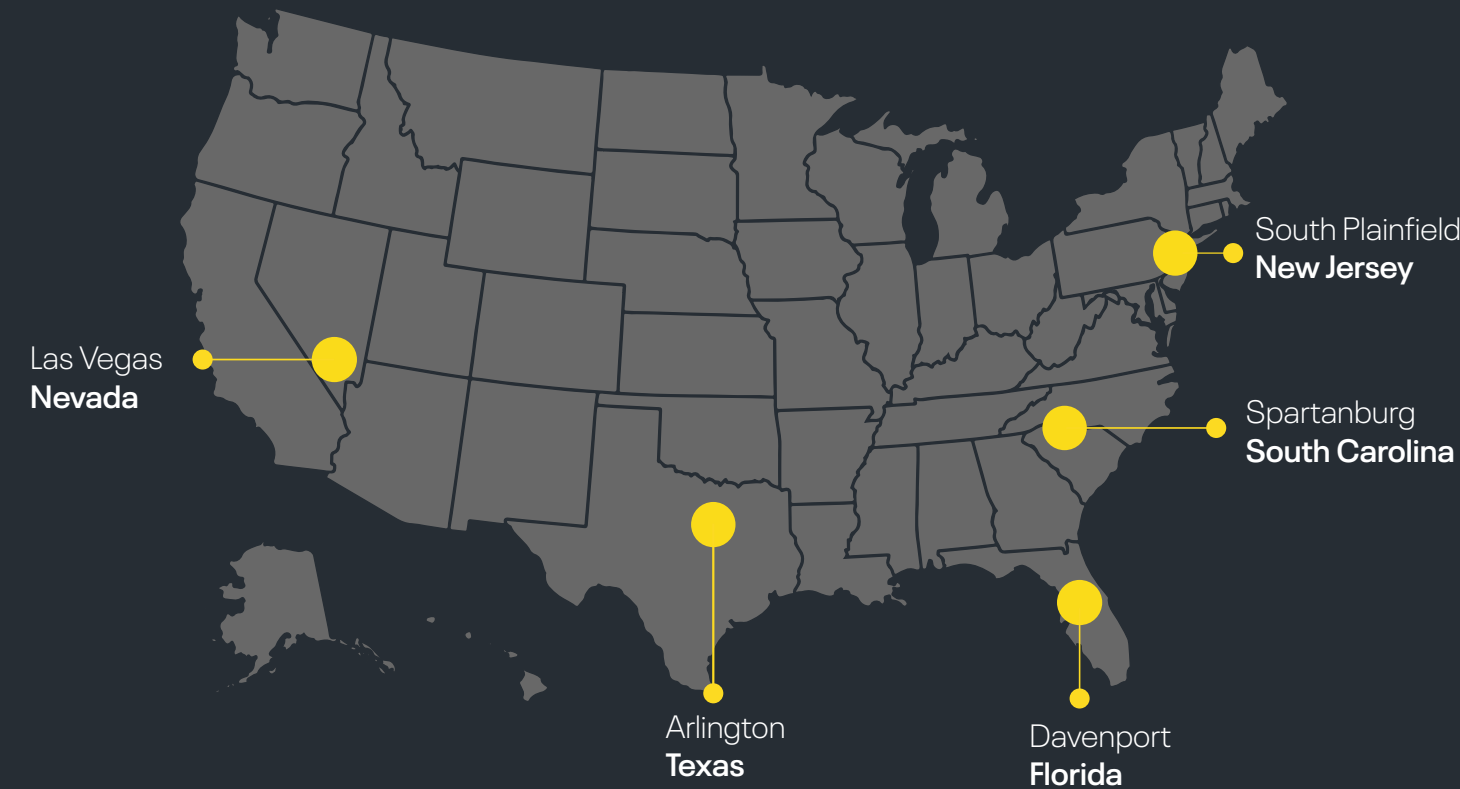 South Plainfield
New Jersey
Las Vegas
Nevada
Spartanburg
South Carolina
Arlington
Texas
Davenport
Florida